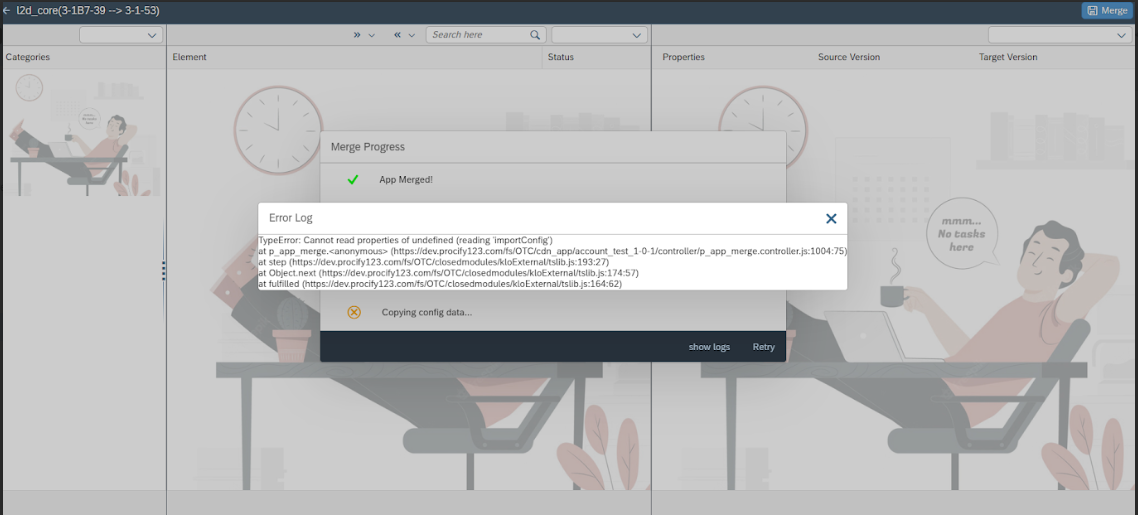 l2d_core(3-1B7-39 --> 3-1-53)
Merge
Search here
Categories
Element
Status
Properties
Source Version
Target Version
Merge Progress
App Merged!
Error Log
TypeError: Cannot read properties of undefined (reading 'importConfig')
at p_app_merge.<anonymous> (https://dev.procify123.com/fs/OTC/cdn_app/account_test_1-0-1/controller/p_app_merge.controller.js:1004:75)
at step (https://dev.procify123.com/fs/OTC/closedmodules/kloExternal/tslib.js:193:27)
at Object.next (https://dev.procify123.com/fs/OTC/closedmodules/kloExternal/tslib.js:174:57)
at fulfilled (https://dev.procify123.com/fs/OTC/closedmodules/kloExternal/tslib.js:164:62)
Copying config data...
show logs
Retry
mmm...
No tasks
here